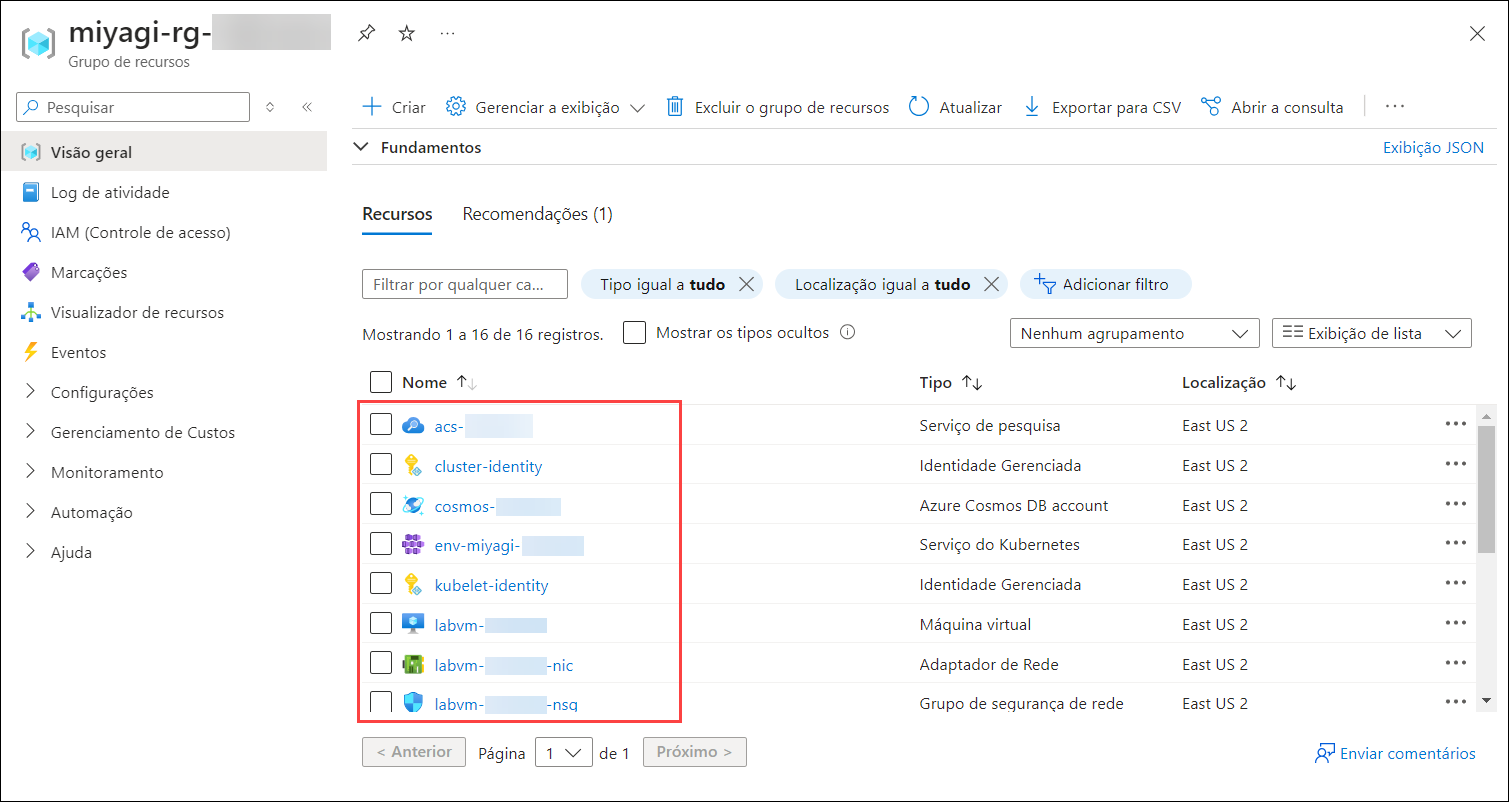 miyagi-rg-
Grupo de recursos
Pesquisar
Visão geral
Log de atividade
IAM (Controle de acesso)
Marcações
Visualizador de recursos
Eventos
Configurações
Gerenciamento de Custos
Monitoramento
Automação
Ajuda
Criar Gerenciar a exibição Excluir o grupo de recursos Atualizar Exportar para CSV Abrir a consulta
Fundamentos Exibição JSON
Recursos Recomendações (1)
Filtrar por qualquer ca... Tipo igual a tudo Localização igual a tudo Adicionar filtro
Mostrando 1 a 16 de 16 registros. Mostrar os tipos ocultos Nenhum agrupamento Exibição de lista
Nome Tipo Localização
acs- Serviço de pesquisa East US 2
cluster-identity Identidade Gerenciada East US 2
cosmos- Azure Cosmos DB account East US 2
env-miyagi- Serviço do Kubernetes East US 2
kubelet-identity Identidade Gerenciada East US 2
labvm- Máquina virtual East US 2
labvm- -nic Adaptador de Rede East US 2
labvm- -nsg Grupo de segurança de rede East US 2
< Anterior Página 1 de 1 Próximo > Enviar comentários